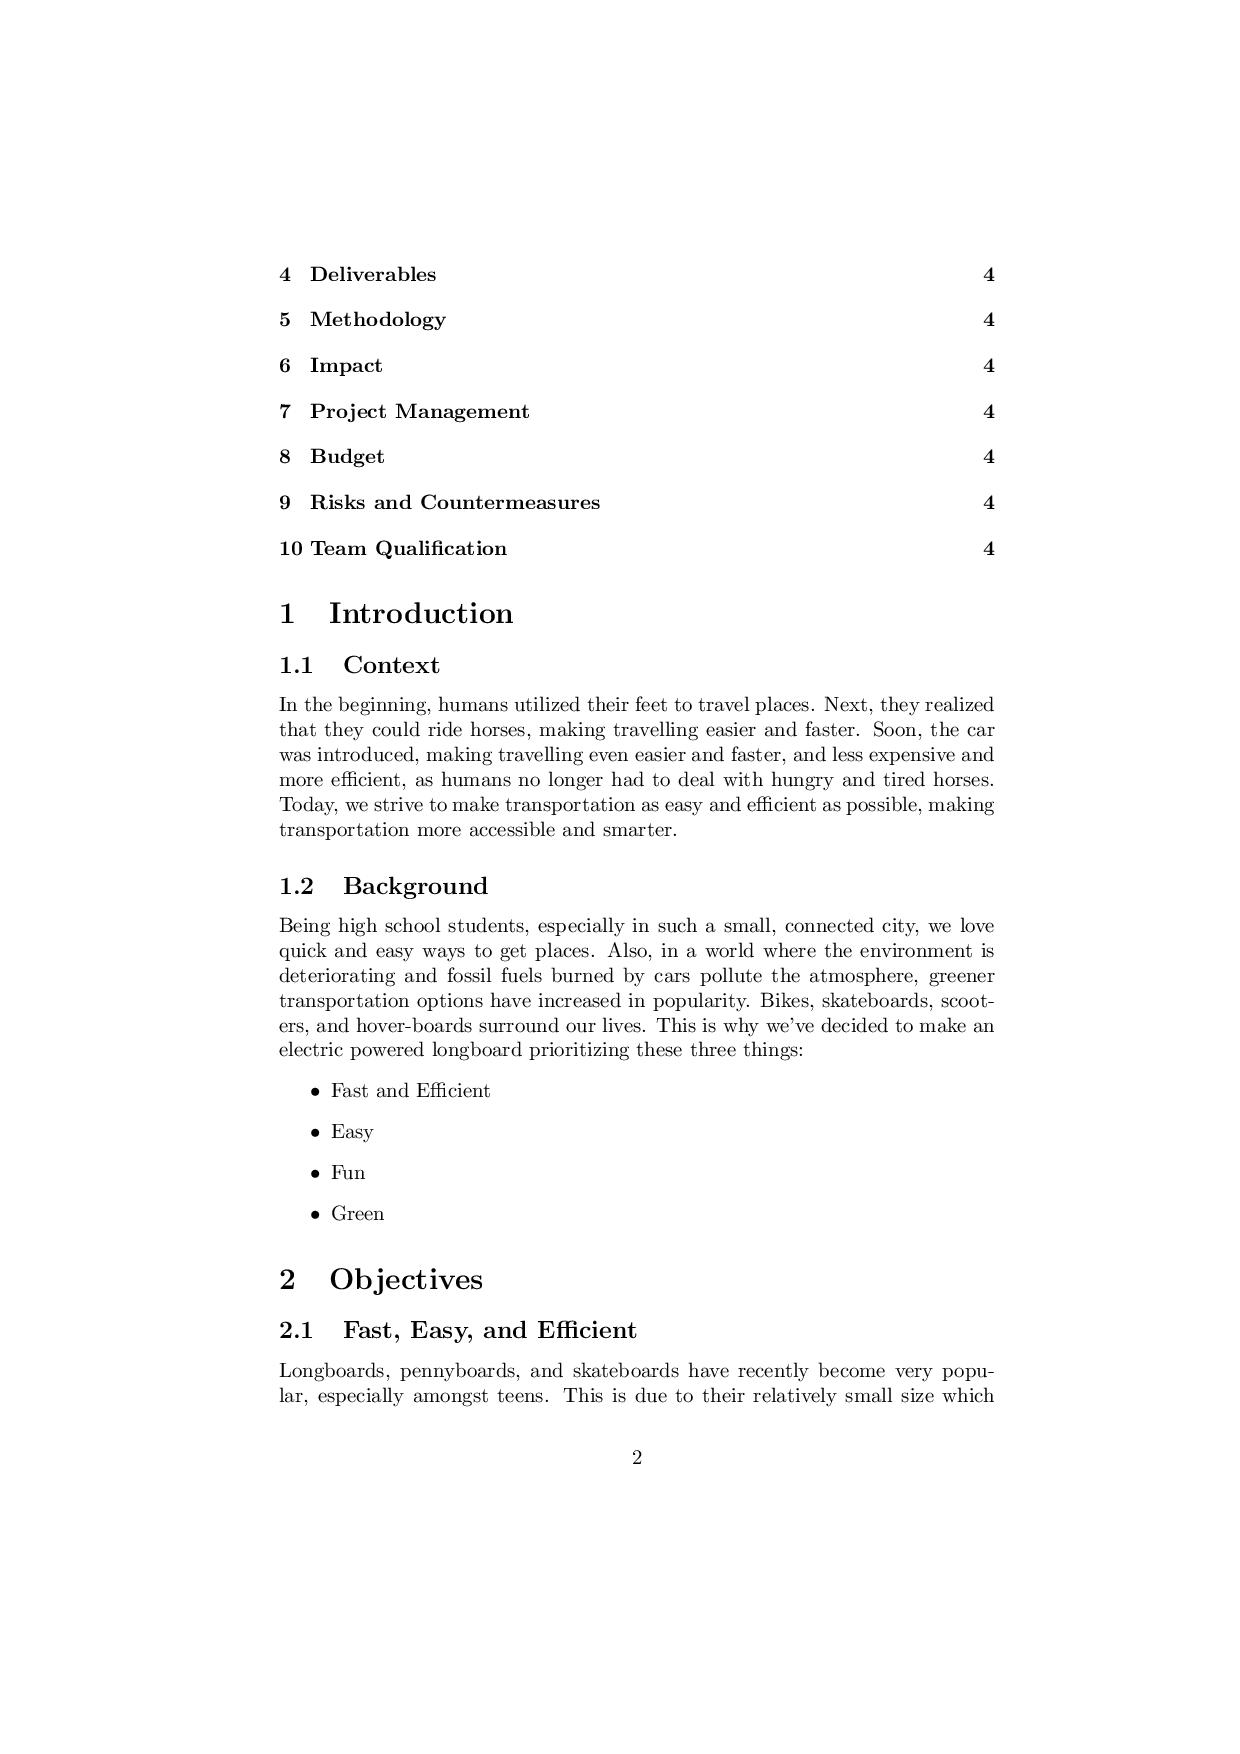 4 Deliverables 4
5 Methodology 4
6 Impact 4
7 Project Management 4
8 Budget 4
9 Risks and Countermeasures 4
10 Team Qualification 4
1 Introduction
1.1 Context
In the beginning, humans utilized their feet to travel places. Next, they realized
that they could ride horses, making travelling easier and faster. Soon, the car
was introduced, making travelling even easier and faster, and less expensive and
more efficient, as humans no longer had to deal with hungry and tired horses.
Today, we strive to make transportation as easy and efficient as possible, making
transportation more accessible and smarter.
1.2 Background
Being high school students, especially in such a small, connected city, we love
quick and easy ways to get places. Also, in a world where the environment is
deteriorating and fossil fuels burned by cars pollute the atmosphere, greener
transportation options have increased in popularity. Bikes, skateboards, scoot-
ers, and hover-boards surround our lives. This is why we've decided to make an
electric powered longboard prioritizing these three things:
• Fast and Efficient
• Easy
• Fun
• Green
2 Objectives
2.1 Fast, Easy, and Efficient
Longboards, pennyboards, and skateboards have recently become very popu-
lar, especially amongst teens. This is due to their relatively small size which
2